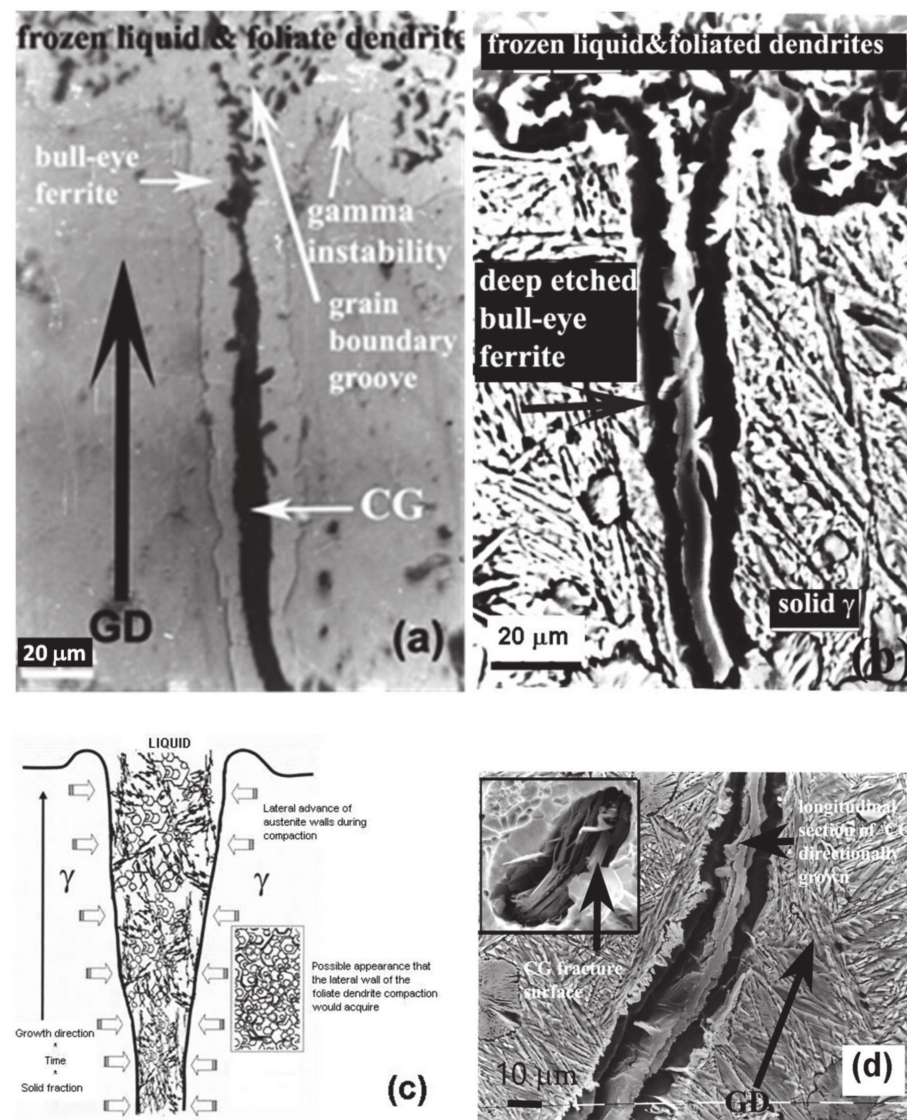 frozen liquid & foliate dendrite
bull-eye
ferrite
gamma
instability
grain
boundary
groove
CG
GD
(a)
20 μm
frozen liquid&foliated dendrites
deep etched
bull-eye
ferrite
solid γ
20 μm
(b)
LIQUID
Lateral advance of
austenite walls during
compaction
γ
γ
Possible appearance that
the lateral wall of the
foliate dendrite compaction
would acquire
Growth direction
*
Time
*
Solid fraction
(c)
longitudinal
section of CG
directionally
grown
CG fracture
surface
(d)
10 μm
GD